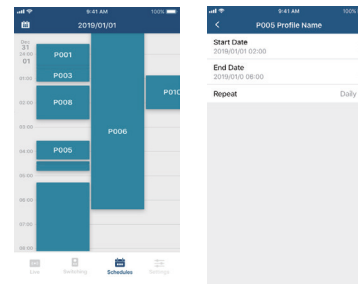 9:41 AM
100%
2019/01/01
Dec
31
24:00
01
01:00
02:00
03:00
04:00
05:00
06:00
07:00
08:00
P001
P003
P008
P005
P006
P010
Live
Switching
Schedules
Settings
9:41 AM
100%
P005 Profile Name
Start Date
2019/01/01 02:00
End Date
2019/01/0 08:00
Repeat
Daily